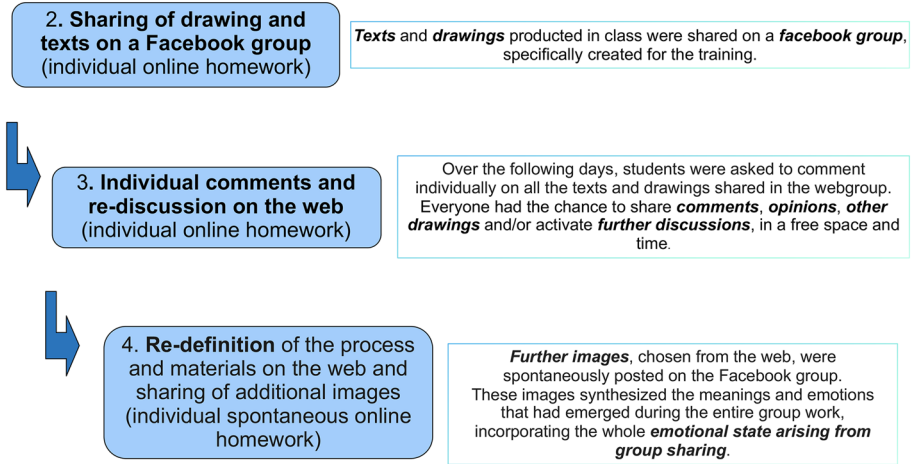 2. Sharing of drawing and
texts on a Facebook group
(individual online homework)
Texts and drawings producted in class were shared on a facebook group,
specifically created for the training.
3. Individual comments and
re-discussion on the web
(individual online homework)
Over the following days, students were asked to comment
individually on all the texts and drawings shared in the webgroup.
Everyone had the chance to share comments, opinions, other
drawings and/or activate further discussions, in a free space and
time.
4. Re-definition of the process
and materials on the web and
sharing of additional images
(individual spontaneous online
homework)
Further images, chosen from the web, were
spontaneously posted on the Facebook group.
These images synthesized the meanings and emotions
that had emerged during the entire group work,
incorporating the whole emotional state arising from
group sharing.